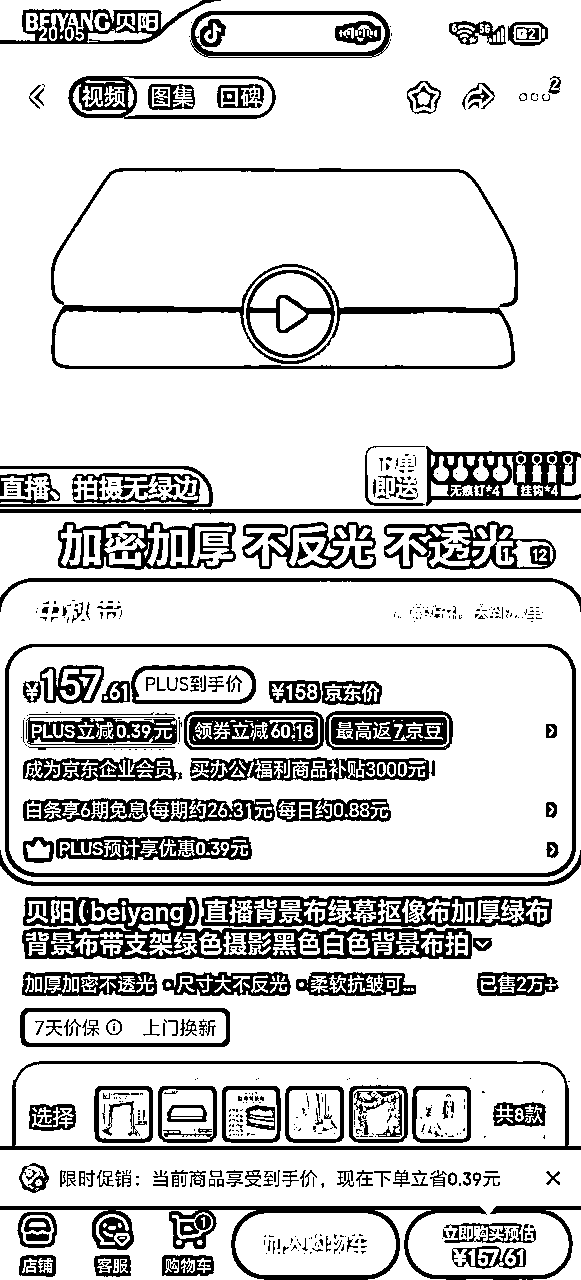 BEIYANG 贝阳
20:05
5G
视频 图集 口碑
2
直播、拍摄无绿边
下单
即送
无痕钉*4 挂钩*4
加密加厚 不反光 不透光
12
中秋节
¥157.61 PLUS到手价 ¥158 京东价
PLUS立减0.39元 领券立减60.18 最高返7京豆
成为京东企业会员，买办公/福利商品补贴3000元
白条享6期免息 每期约26.31元 每日约0.88元
PLUS预计享优惠0.39元
贝阳(beiyang)直播背景布绿幕抠像布加厚绿布
背景布带支架绿色摄影黑色白色背景布拍
加厚加密不透光 · 尺寸大不反光 · 柔软抗皱可... 已售2万+
7天价保 上门换新
选择 共8款
限时促销：当前商品享受到手价，现在下单立省0.39元
店铺 客服 购物车 1 加入购物车 立即购买预估
¥157.61